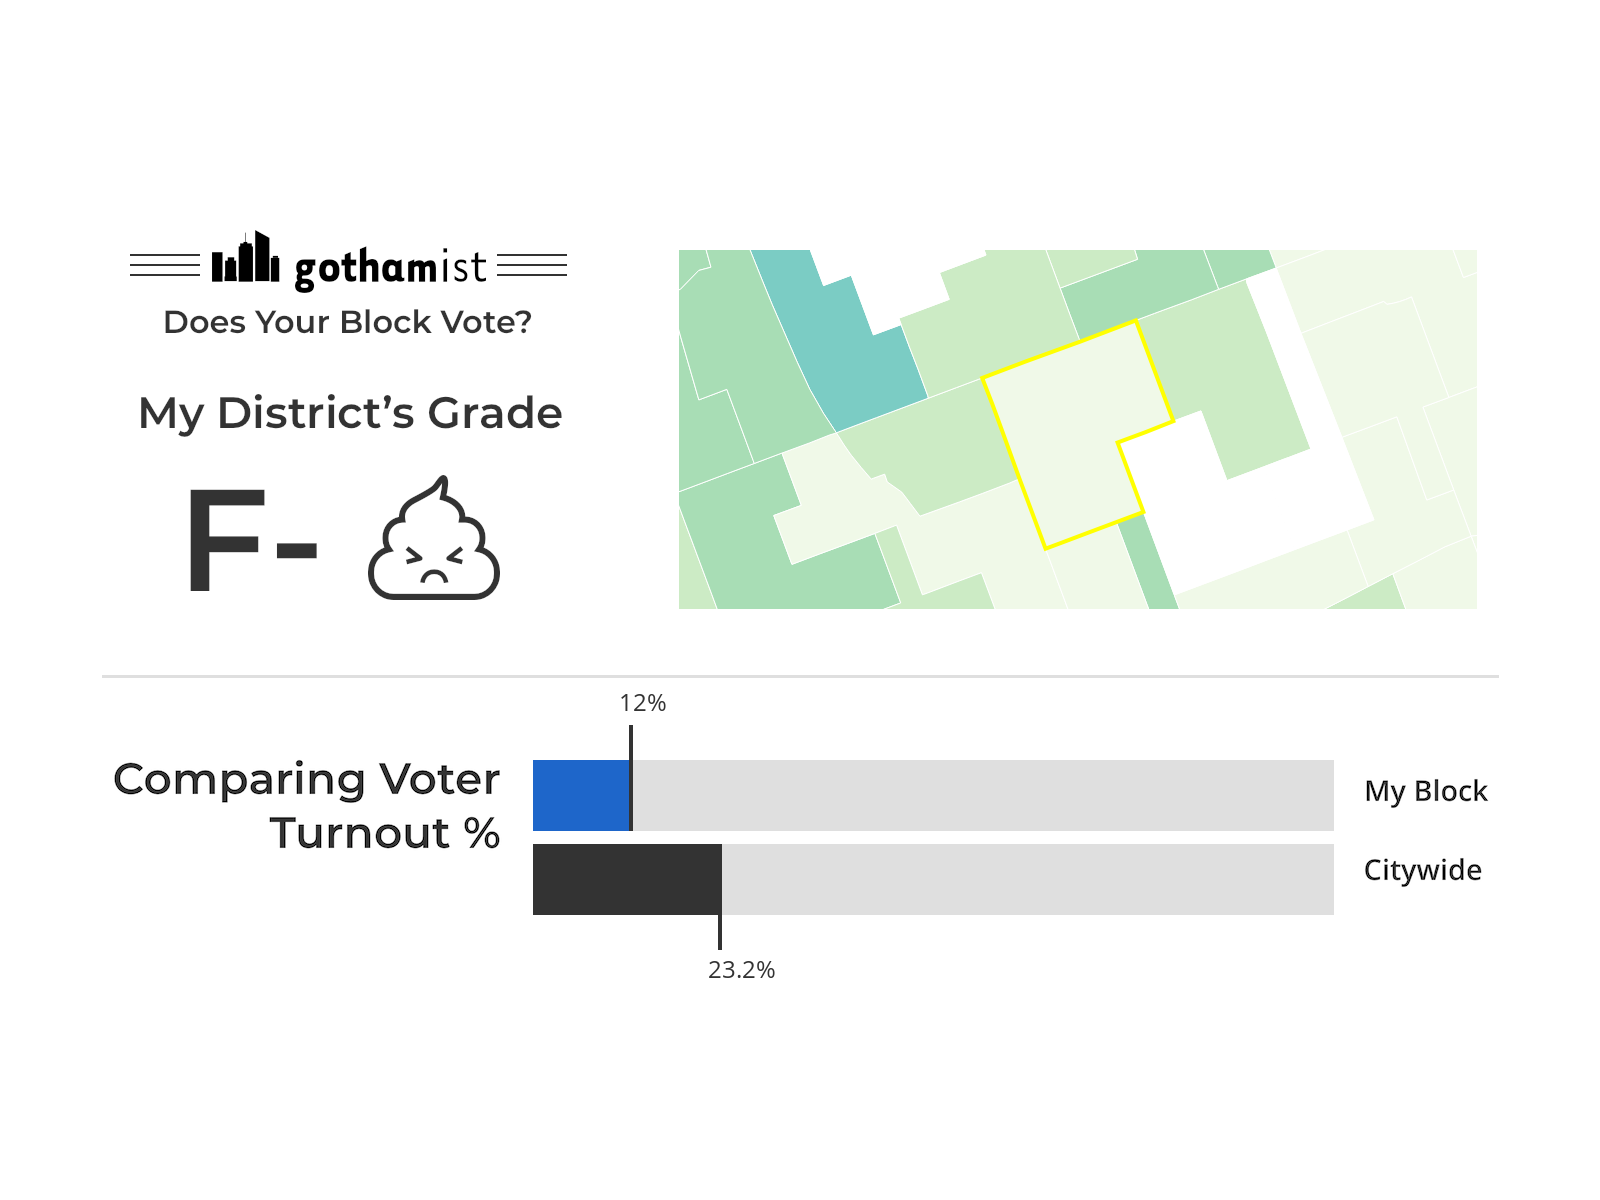 gothamist
Does Your Block Vote?
My District’s Grade
F-
12%
Comparing Voter
Turnout %
My Block
Citywide
23.2%